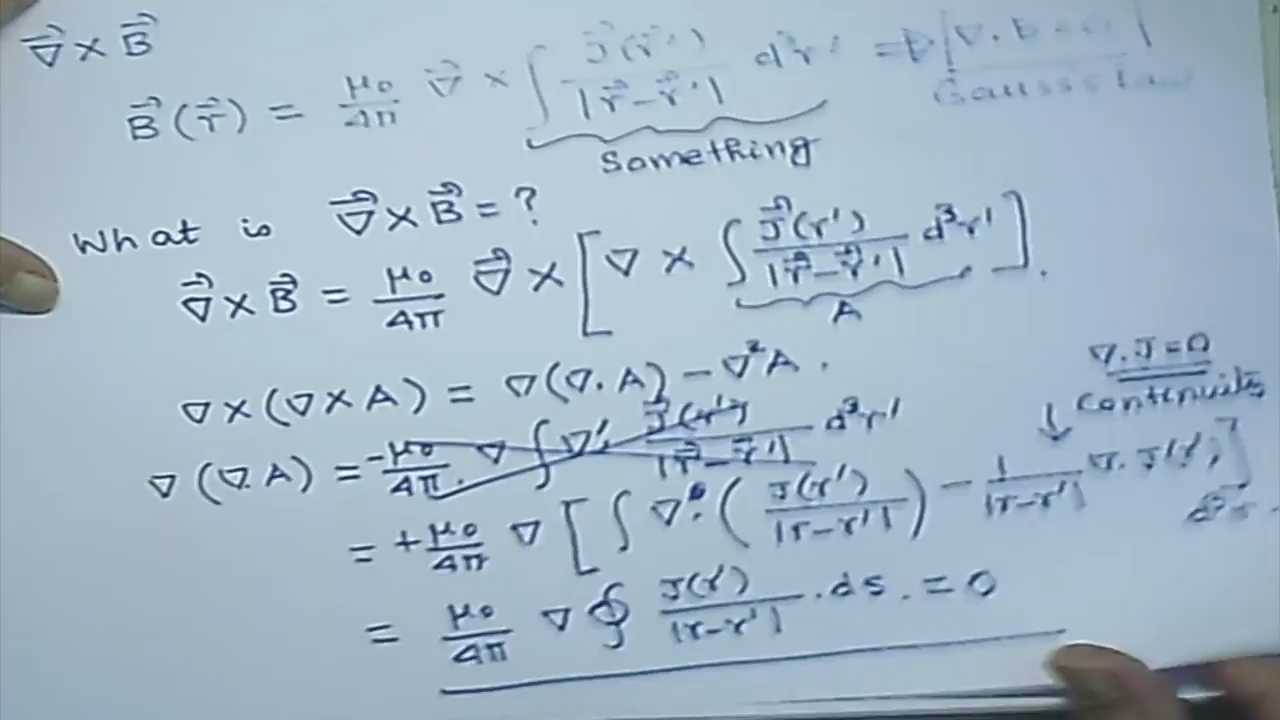 ∇⃗ × B⃗
B⃗(r⃗) = μ₀/4π ∇⃗ × ∫ J⃗(r⃗')/|r⃗−r⃗'| d³r' ⇒ ∇·B = 0
Gauss's Law
Something
What is ∇⃗ × B⃗ = ?
∇⃗ × B⃗ = μ₀/4π ∇⃗ × [∇ × ∫ J⃗(r')/|r⃗−r⃗'| d³r'].
A
∇·J = 0
∇×(∇×A) = ∇(∇·A) − ∇²A.
Continuity
∇(∇·A) = −μ₀/4π · ∇ ∫ ∇' J(r')/|r⃗−r⃗'| d³r'
= +μ₀/4π ∇ [∫ ∇·(J(r')/|r−r'|) − 1/|r−r'| ∇·J(r')]
= μ₀/4π ∇ ∮ J(r')/|r−r'| .ds. = 0